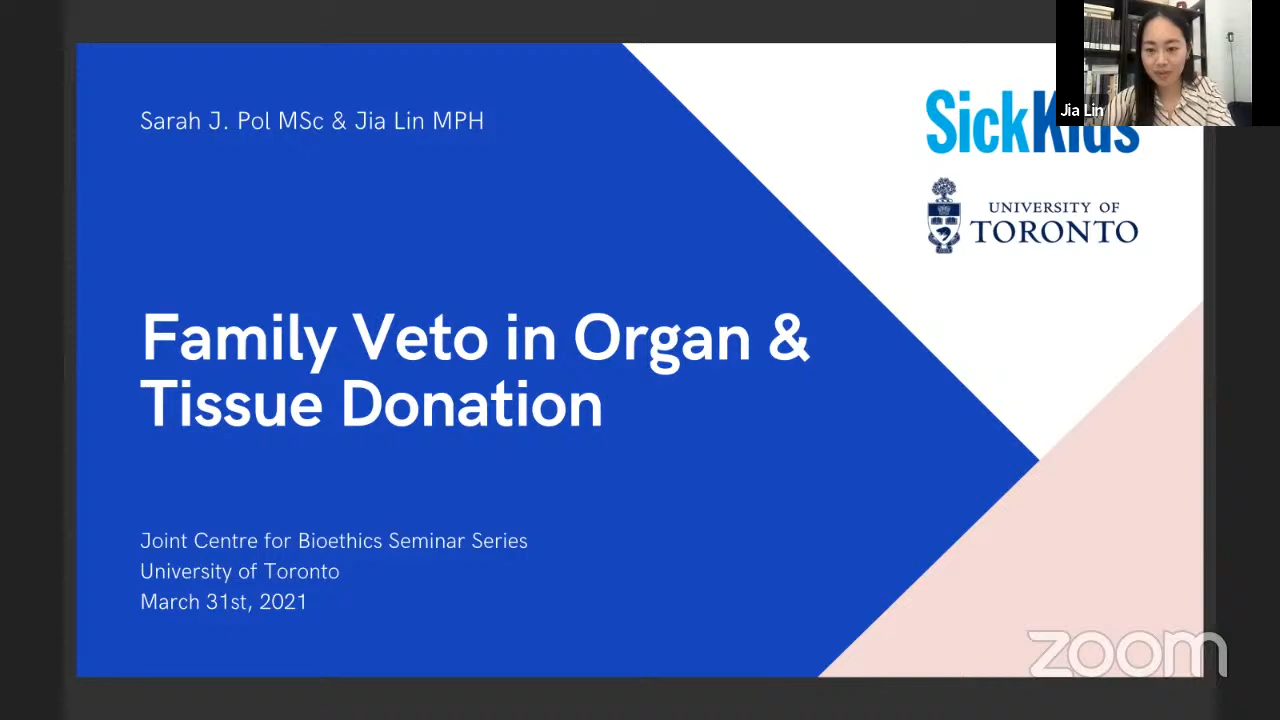 Sarah J. Pol MSc & Jia Lin MPH
SickKids
Jia Lin
UNIVERSITY OF
TORONTO
Family Veto in Organ &
Tissue Donation
Joint Centre for Bioethics Seminar Series
University of Toronto
March 31st, 2021
zoom